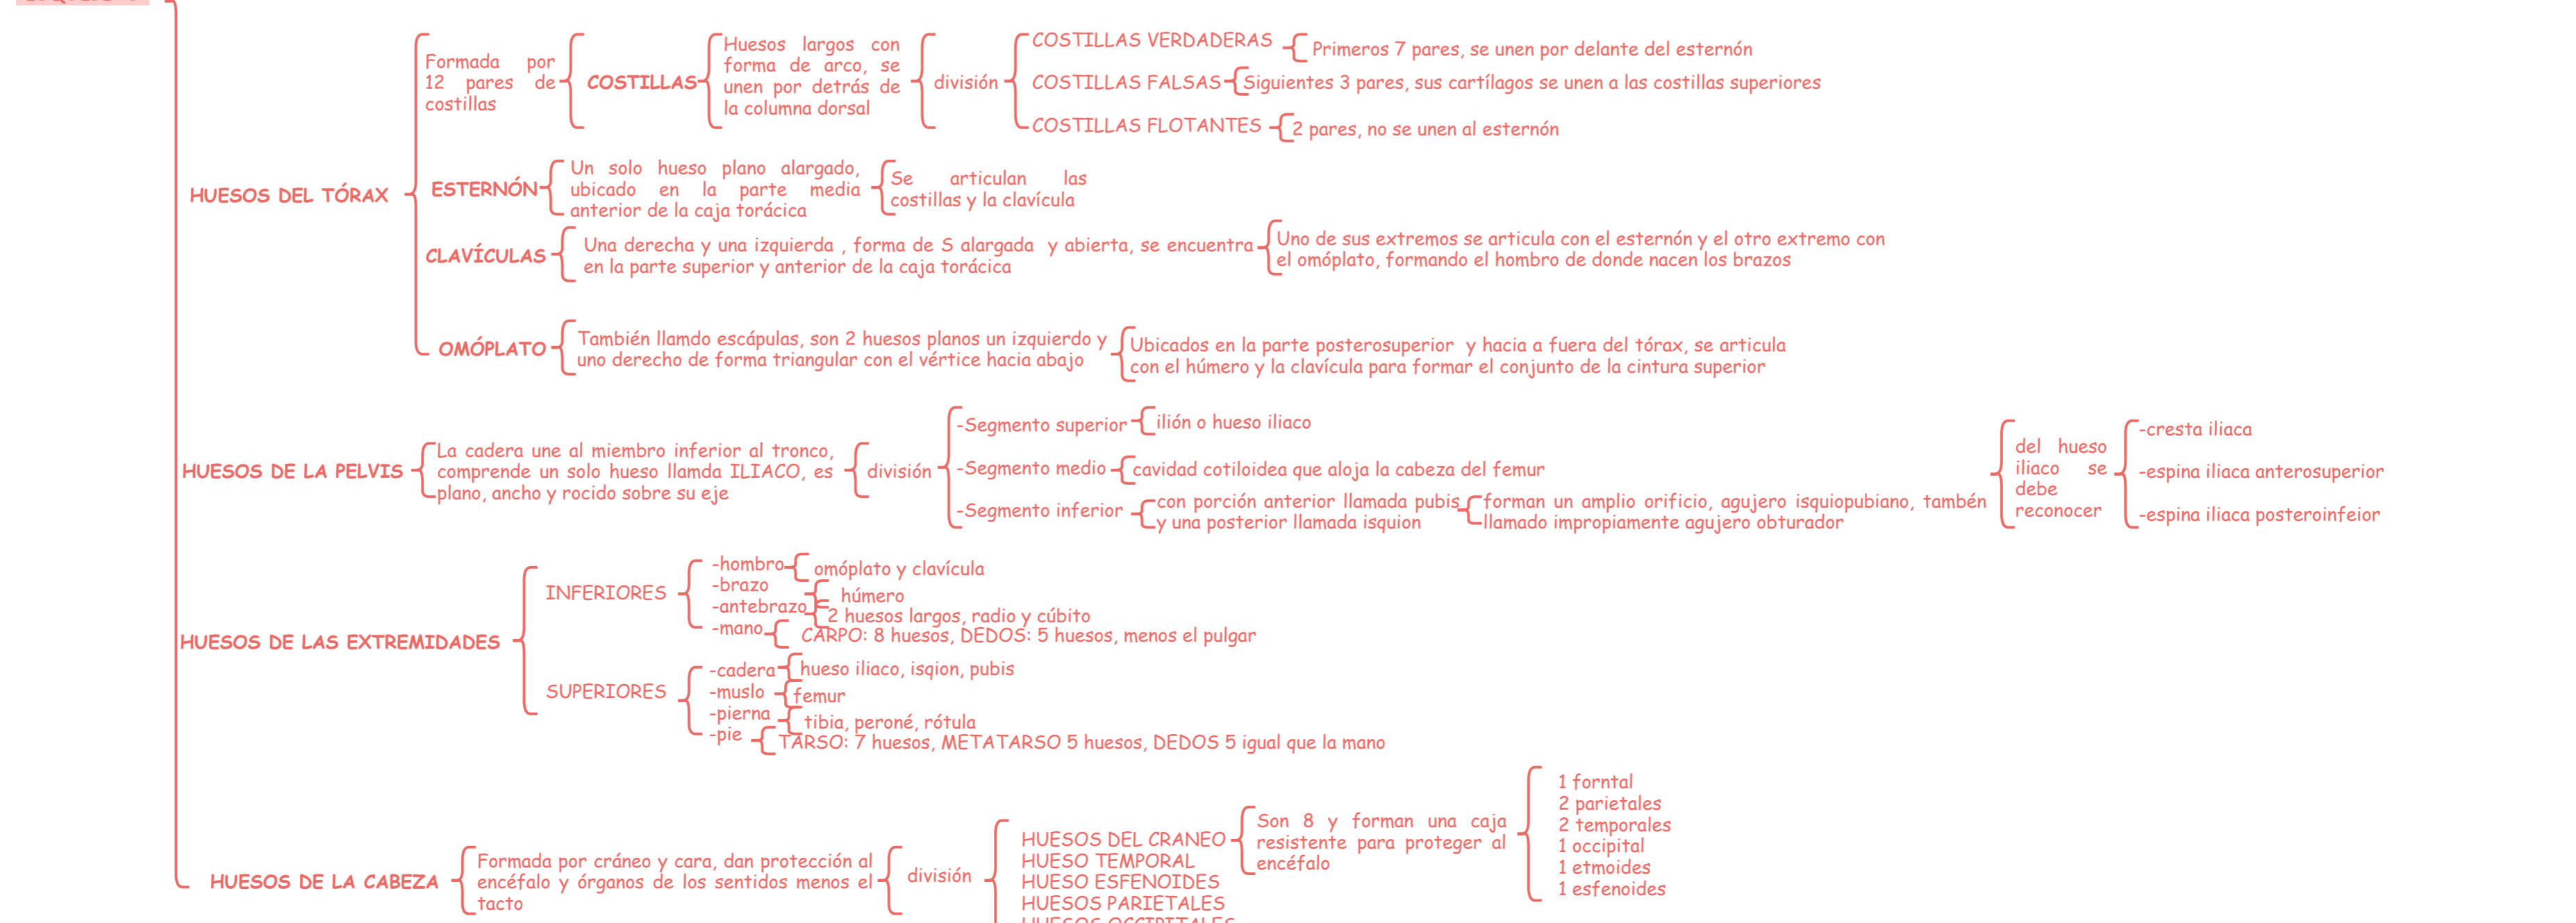 HUESOS DEL TÓRAX
Formada por
12 pares de
costillas
COSTILLAS
Huesos largos con
forma de arco, se
unen por detrás de
la columna dorsal
división
COSTILLAS VERDADERAS
Primeros 7 pares, se unen por delante del esternón
COSTILLAS FALSAS
Siguientes 3 pares, sus cartílagos se unen a las costillas superiores
COSTILLAS FLOTANTES
2 pares, no se unen al esternón
ESTERNÓN
Un solo hueso plano alargado,
ubicado en la parte media
anterior de la caja torácica
Se articulan las
costillas y la clavícula
CLAVÍCULAS
Una derecha y una izquierda , forma de S alargada y abierta, se encuentra
en la parte superior y anterior de la caja torácica
Uno de sus extremos se articula con el esternón y el otro extremo con
el omóplato, formando el hombro de donde nacen los brazos
OMÓPLATO
También llamdo escápulas, son 2 huesos planos un izquierdo y
uno derecho de forma triangular con el vértice hacia abajo
Ubicados en la parte posterosuperior y hacia a fuera del tórax, se articula
con el húmero y la clavícula para formar el conjunto de la cintura superior
HUESOS DE LA PELVIS
La cadera une al miembro inferior al tronco,
comprende un solo hueso llamda ILIACO, es
plano, ancho y rocido sobre su eje
división
-Segmento superior
ilión o hueso iliaco
-Segmento medio
cavidad cotiloidea que aloja la cabeza del femur
-Segmento inferior
con porción anterior llamada pubis
y una posterior llamada isquion
forman un amplio orificio, agujero isquiopubiano, tambén
llamado impropiamente agujero obturador
del hueso
iliaco se
debe
reconocer
-cresta iliaca
-espina iliaca anterosuperior
-espina iliaca posteroinfeior
HUESOS DE LAS EXTREMIDADES
INFERIORES
-hombro
omóplato y clavícula
-brazo
húmero
-antebrazo
2 huesos largos, radio y cúbito
-mano
CARPO: 8 huesos, DEDOS: 5 huesos, menos el pulgar
SUPERIORES
-cadera
hueso iliaco, isqion, pubis
-muslo
femur
-pierna
tibia, peroné, rótula
-pie
TARSO: 7 huesos, METATARSO 5 huesos, DEDOS 5 igual que la mano
HUESOS DE LA CABEZA
Formada por cráneo y cara, dan protección al
encéfalo y órganos de los sentidos menos el
tacto
división
HUESOS DEL CRANEO
HUESO TEMPORAL
HUESO ESFENOIDES
HUESOS PARIETALES
HUESOS OCCIPITALES
Son 8 y forman una caja
resistente para proteger al
encéfalo
1 forntal
2 parietales
2 temporales
1 occipital
1 etmoides
1 esfenoides